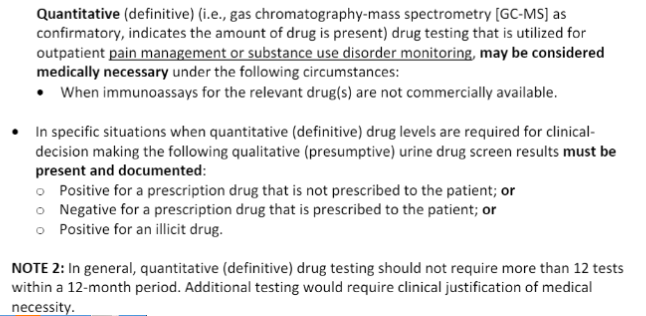 Quantitative (definitive) (i.e., gas chromatography-mass spectrometry [GC-MS] as
confirmatory, indicates the amount of drug is present) drug testing that is utilized for
outpatient pain management or substance use disorder monitoring, may be considered
medically necessary under the following circumstances:
• When immunoassays for the relevant drug(s) are not commercially available.
• In specific situations when quantitative (definitive) drug levels are required for clinical-
decision making the following qualitative (presumptive) urine drug screen results must be
present and documented:
o Positive for a prescription drug that is not prescribed to the patient; or
o Negative for a prescription drug that is prescribed to the patient; or
o Positive for an illicit drug.
NOTE 2: In general, quantitative (definitive) drug testing should not require more than 12 tests
within a 12-month period. Additional testing would require clinical justification of medical
necessity.